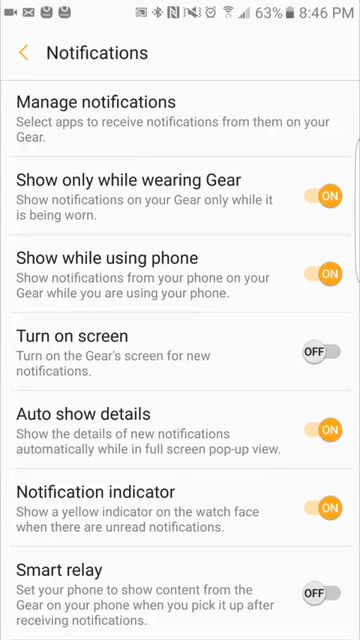 63% 8:46 PM
Notifications
Manage notifications
Select apps to receive notifications from them on your
Gear.
Show only while wearing Gear
Show notifications on your Gear only while it
is being worn.
ON
Show while using phone
Show notifications from your phone on your
Gear while you are using your phone.
ON
Turn on screen
Turn on the Gear's screen for new
notifications.
OFF
Auto show details
Show the details of new notifications
automatically while in full screen pop-up view.
ON
Notification indicator
Show a yellow indicator on the watch face
when there are unread notifications.
ON
Smart relay
Set your phone to show content from the
Gear on your phone when you pick it up after
receiving notifications.
OFF